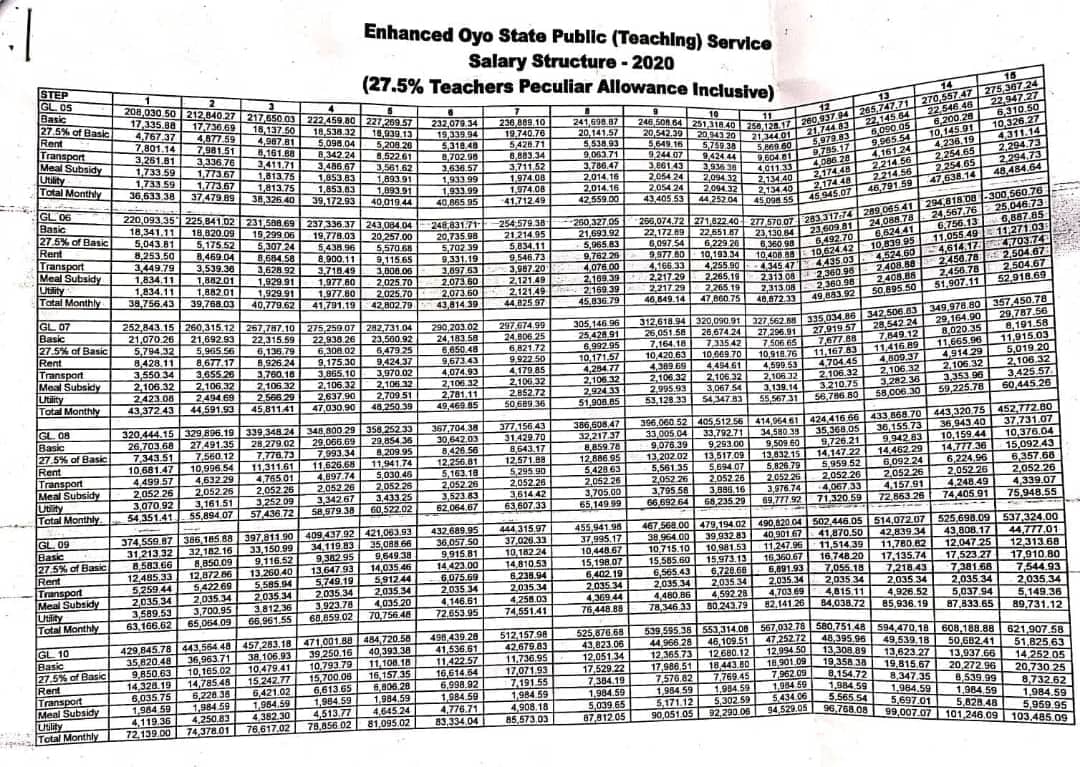 Enhanced Oyo State Public (Teaching) Service
Salary Structure - 2020
(27.5% Teachers Peculiar Allowance Inclusive)
STEP 1 2 3 4 5 6 7 8 9 10 11 12 13 14 15
GL. 05 208,030.50 212,840.27 217,650.03 222,459.80 227,269.57 232,079.34 236,889.10 241,698.87 246,508.64 251,318.40 256,128.17 260,937.94 265,747.71 270,557.47 275,367.24
Basic 17,335.88 17,736.69 18,137.50 18,538.32 18,939.13 19,339.94 19,740.76 20,141.57 20,542.39 20,943.20 21,344.01 21,744.83 22,145.64 22,546.46 22,947.27
27.5% of Basic 4,767.37 4,877.59 4,987.81 5,098.04 5,208.26 5,318.48 5,428.71 5,538.93 5,649.16 5,759.38 5,869.60 5,979.83 6,090.05 6,200.28 6,310.50
Rent 7,801.14 7,981.51 8,161.88 8,342.24 8,522.61 8,702.98 8,883.34 9,063.71 9,244.07 9,424.44 9,604.81 9,785.17 9,965.54 10,145.91 10,326.27
Transport 3,261.81 3,336.76 3,411.71 3,486.67 3,561.62 3,636.57 3,711.52 3,786.47 3,861.43 3,936.38 4,011.33 4,086.28 4,161.24 4,236.19 4,311.14
Meal Subsidy 1,733.59 1,773.67 1,813.75 1,853.83 1,893.91 1,933.99 1,974.08 2,014.16 2,054.24 2,094.32 2,134.40 2,174.48 2,214.56 2,254.65 2,294.73
Utility 1,733.59 1,773.67 1,813.75 1,853.83 1,893.91 1,933.99 1,974.08 2,014.16 2,054.24 2,094.32 2,134.40 2,174.48 2,214.56 2,254.65 2,294.73
Total Monthly 36,633.38 37,479.89 38,326.40 39,172.93 40,019.44 40,865.95 41,712.49 42,559.00 43,405.53 44,252.04 45,098.55 45,945.07 46,791.59 47,638.14 48,484.64
GL. 06 220,093.35 225,841.02 231,588.69 237,336.37 243,084.04 248,831.71 254,579.38 260,327.05 266,074.72 271,822.40 277,570.07 283,317.74 289,065.41 294,818.08 300,560.76
Basic 18,341.11 18,820.09 19,299.06 19,778.03 20,257.00 20,735.98 21,214.95 21,693.92 22,172.89 22,651.87 23,130.84 23,609.81 24,088.78 24,567.76 25,046.73
27.5% of Basic 5,043.81 5,175.52 5,307.24 5,438.96 5,570.68 5,702.39 5,834.11 5,965.83 6,097.54 6,229.26 6,360.98 6,492.70 6,624.41 6,756.13 6,887.85
Rent 8,253.50 8,469.04 8,684.58 8,900.11 9,115.65 9,331.19 9,546.73 9,762.26 9,977.80 10,193.34 10,408.88 10,624.42 10,839.95 11,055.49 11,271.03
Transport 3,449.79 3,539.36 3,628.92 3,718.49 3,808.06 3,897.63 3,987.20 4,076.00 4,166.33 4,255.90 4,345.47 4,435.03 4,524.60 4,614.17 4,703.74
Meal Subsidy 1,834.11 1,882.01 1,929.91 1,977.80 2,025.70 2,073.60 2,121.49 2,169.39 2,217.29 2,265.19 2,313.08 2,360.98 2,408.88 2,456.78 2,504.67
Utility 1,834.11 1,882.01 1,929.91 1,977.80 2,025.70 2,073.60 2,121.49 2,169.39 2,217.29 2,265.19 2,313.08 2,360.98 2,408.88 2,456.78 2,504.67
Total Monthly 38,756.43 39,768.03 40,779.62 41,791.19 42,802.79 43,814.39 44,825.97 45,836.79 46,849.14 47,860.75 48,872.33 49,883.92 50,895.50 51,907.11 52,918.69
GL. 07 252,843.15 260,315.12 267,787.10 275,259.07 282,731.04 290,203.02 297,674.99 305,146.96 312,618.94 320,090.91 327,562.88 335,034.86 342,506.83 349,978.80 357,450.78
Basic 21,070.26 21,692.93 22,315.59 22,938.26 23,560.92 24,183.58 24,806.25 25,428.91 26,051.58 26,674.24 27,296.91 27,919.57 28,542.24 29,164.90 29,787.56
27.5% of Basic 5,794.32 5,965.56 6,136.79 6,308.02 6,479.25 6,650.48 6,821.72 6,992.95 7,164.18 7,335.42 7,506.65 7,677.88 7,849.12 8,020.35 8,191.58
Rent 8,428.11 8,677.17 8,926.24 9,175.30 9,424.37 9,673.43 9,922.50 10,171.57 10,420.63 10,669.70 10,918.76 11,167.83 11,416.89 11,665.96 11,915.03
Transport 3,550.34 3,655.26 3,760.18 3,865.10 3,970.02 4,074.93 4,179.85 4,284.77 4,389.69 4,494.61 4,599.53 4,704.45 4,809.37 4,914.29 5,019.20
Meal Subsidy 2,106.32 2,106.32 2,106.32 2,106.32 2,106.32 2,106.32 2,106.32 2,106.32 2,106.32 2,106.32 2,106.32 2,106.32 2,106.32 2,106.32 2,106.32
Utility 2,423.08 2,494.69 2,566.29 2,637.90 2,709.51 2,781.11 2,852.72 2,924.33 2,995.93 3,067.54 3,139.14 3,210.75 3,282.36 3,353.96 3,425.57
Total Monthly 43,372.43 44,591.93 45,811.41 47,030.90 48,250.39 49,469.85 50,689.36 51,908.85 53,128.33 54,347.83 55,567.31 56,786.80 58,006.30 59,225.78 60,445.26
GL. 08 320,444.15 329,896.19 339,348.24 348,800.29 358,252.33 367,704.38 377,156.43 386,608.47 396,060.52 405,512.56 414,964.61 424,416.66 433,868.70 443,320.75 452,772.80
Basic 26,703.68 27,491.35 28,279.02 29,066.69 29,854.36 30,642.03 31,429.70 32,217.37 33,005.04 33,792.71 34,580.38 35,368.05 36,155.73 36,943.40 37,731.07
27.5% of Basic 7,343.51 7,560.12 7,776.73 7,993.34 8,209.95 8,426.56 8,643.17 8,859.78 9,076.39 9,293.00 9,509.60 9,726.21 9,942.83 10,159.44 10,376.04
Rent 10,681.47 10,996.54 11,311.61 11,626.68 11,941.74 12,256.81 12,571.88 12,886.95 13,202.02 13,517.09 13,832.15 14,147.22 14,462.29 14,777.36 15,092.43
Transport 4,499.57 4,632.29 4,765.01 4,897.74 5,030.45 5,163.18 5,295.90 5,428.63 5,561.35 5,694.07 5,826.79 5,959.52 6,092.24 6,224.96 6,357.68
Meal Subsidy 2,052.26 2,052.26 2,052.26 2,052.26 2,052.26 2,052.26 2,052.26 2,052.26 2,052.26 2,052.26 2,052.26 2,052.26 2,052.26 2,052.26 2,052.26
Utility 3,070.92 3,161.51 3,252.09 3,342.67 3,433.25 3,523.83 3,614.42 3,705.00 3,795.58 3,886.16 3,976.74 4,067.33 4,157.91 4,248.49 4,339.07
Total Monthly 54,351.41 55,894.07 57,436.72 58,979.38 60,522.02 62,064.67 63,607.33 65,149.99 66,692.64 68,235.29 69,777.92 71,320.59 72,863.26 74,405.91 75,948.55
GL. 09 374,559.87 386,185.88 397,811.90 409,437.92 421,063.93 432,689.95 444,315.97 455,941.98 467,568.00 479,194.02 490,820.04 502,446.05 514,072.07 525,698.09 537,324.00
Basic 31,213.32 32,182.16 33,150.99 34,119.83 35,088.66 36,057.50 37,026.33 37,995.17 38,964.00 39,932.83 40,901.67 41,870.50 42,839.34 43,808.17 44,777.01
27.5% of Basic 8,583.66 8,850.09 9,116.52 9,382.95 9,649.38 9,915.81 10,182.24 10,448.67 10,715.10 10,981.53 11,247.96 11,514.39 11,780.82 12,047.25 12,313.68
Rent 12,485.33 12,872.86 13,260.40 13,647.93 14,035.46 14,423.00 14,810.53 15,198.07 15,585.60 15,973.13 16,360.67 16,748.20 17,135.74 17,523.27 17,910.80
Transport 5,259.44 5,422.69 5,585.94 5,749.19 5,912.44 6,075.69 6,238.94 6,402.19 6,565.43 6,728.68 6,891.93 7,055.18 7,218.43 7,381.68 7,544.93
Meal Subsidy 2,035.34 2,035.34 2,035.34 2,035.34 2,035.34 2,035.34 2,035.34 2,035.34 2,035.34 2,035.34 2,035.34 2,035.34 2,035.34 2,035.34 2,035.34
Utility 3,589.53 3,700.95 3,812.36 3,923.78 4,035.20 4,146.61 4,258.03 4,369.44 4,480.86 4,592.28 4,703.69 4,815.11 4,926.52 5,037.94 5,149.36
Total Monthly 63,166.62 65,064.09 66,961.55 68,859.02 70,756.48 72,653.95 74,551.41 76,448.88 78,346.33 80,243.79 82,141.26 84,038.72 85,936.19 87,833.65 89,731.12
GL. 10 429,845.78 443,564.48 457,283.18 471,001.88 484,720.58 498,439.28 512,157.98 525,876.68 539,595.38 553,314.08 567,032.78 580,751.48 594,470.18 608,188.88 621,907.58
Basic 35,820.48 36,963.71 38,106.93 39,250.16 40,393.38 41,536.61 42,679.83 43,823.06 44,966.28 46,109.51 47,252.72 48,395.96 49,539.18 50,682.41 51,825.63
27.5% of Basic 9,850.63 10,165.02 10,479.41 10,793.79 11,108.18 11,422.57 11,736.95 12,051.34 12,365.73 12,680.12 12,994.50 13,308.89 13,623.27 13,937.66 14,252.05
Rent 14,328.19 14,785.48 15,242.77 15,700.06 16,157.35 16,614.64 17,071.93 17,529.22 17,986.51 18,443.80 18,901.09 19,358.38 19,815.67 20,272.96 20,730.25
Transport 6,035.75 6,228.38 6,421.02 6,613.65 6,806.28 6,998.92 7,191.55 7,384.19 7,576.82 7,769.45 7,962.09 8,154.72 8,347.35 8,539.99 8,732.62
Meal Subsidy 1,984.59 1,984.59 1,984.59 1,984.59 1,984.59 1,984.59 1,984.59 1,984.59 1,984.59 1,984.59 1,984.59 1,984.59 1,984.59 1,984.59 1,984.59
Utility 4,119.36 4,250.83 4,382.30 4,513.77 4,645.24 4,776.71 4,908.18 5,039.65 5,171.12 5,302.59 5,434.06 5,565.54 5,697.01 5,828.48 5,959.95
Total Monthly 72,139.00 74,378.01 76,617.02 78,856.02 81,095.02 83,334.04 85,573.03 87,812.05 90,051.05 92,290.06 94,529.05 96,768.08 99,007.07 101,246.09 103,485.09